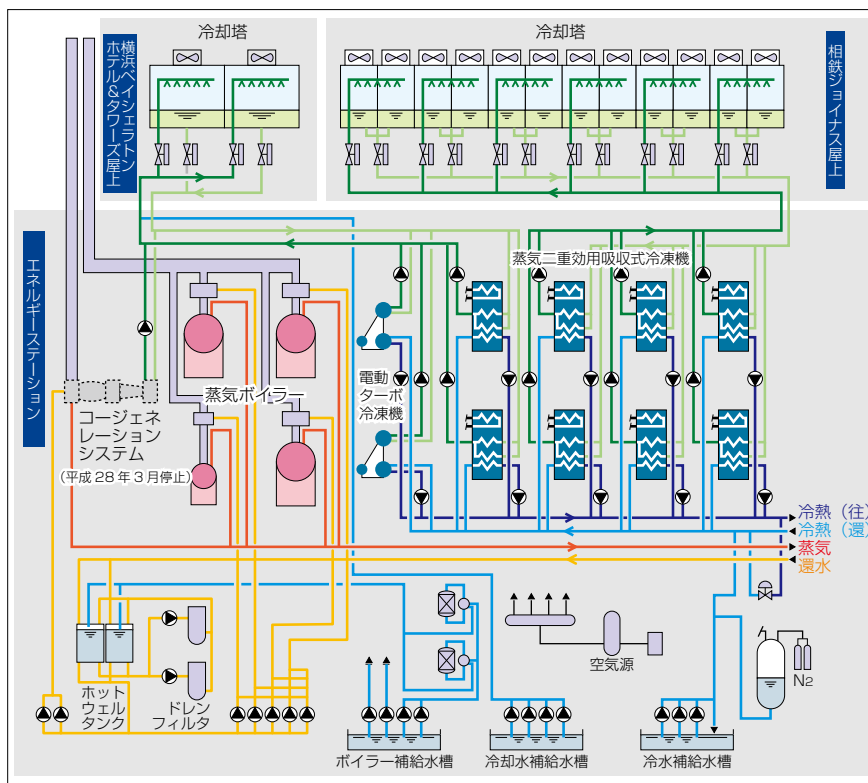 冷却塔
冷却塔
横浜ベイシェラトン
ホテル&タワーズ屋上
相鉄ジョイナス屋上
エネルギーステーション
蒸気二重効用吸収式冷凍機
蒸気ボイラー
電動
ターボ
冷凍機
コージェネ
レーション
システム
(平成28年3月停止)
冷熱(往)
冷熱(還)
蒸気
還水
ホット
ウェル
タンク
ドレン
フィルタ
空気源
N2
ボイラー補給水槽
冷却水補給水槽
冷水補給水槽